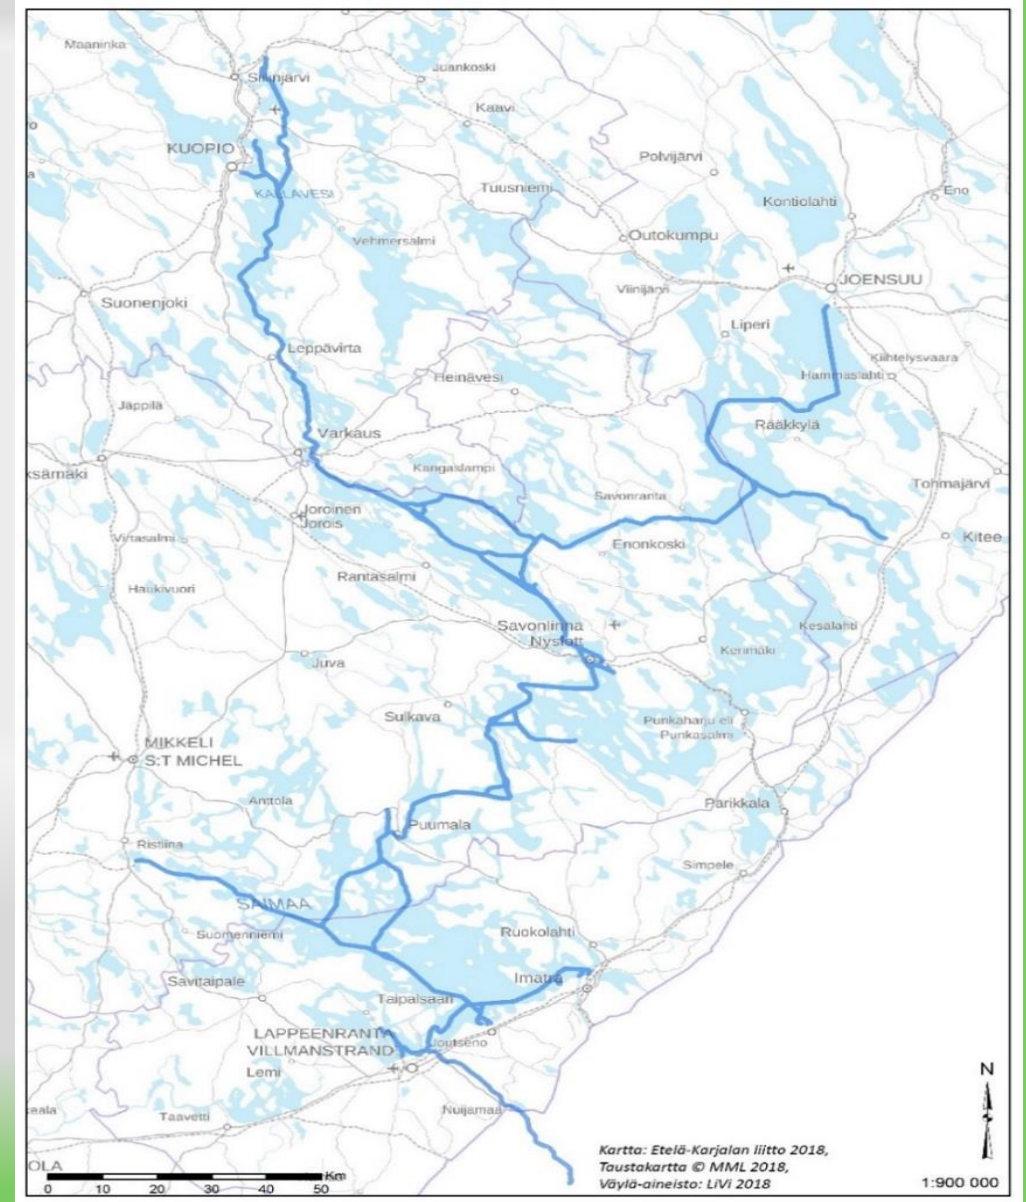 Maaninka
Siilinjärvi
Juankoski
Kaavi
KUOPIO
Polvijärvi
Eno
KALLAVESI
Tuusniemi
Kontiolahti
Vehmersalmi
Outokumpu
Viinijärvi
JOENSUU
Suonenjoki
Liperi
Leppävirta
Kiihtelysvaara
Heinävesi
Hammaslahti
Jäppilä
Rääkkylä
Varkaus
ksämäki
Kangaslampi
Tohmajärvi
Savonranta
Joroinen
Jorois
Virtasalmi
Enonkoski
Kitee
Rantasalmi
Haukivuori
Savonlinna
Nyslott
Kesälahti
Kerimäki
Juva
Sulkava
Punkaharju eli
Punkasalmi
MIKKELI
S:T MICHEL
Anttola
Parikkala
Puumala
Ristiina
Simpele
SAIMAA
Suomenniemi
Ruokolahti
Savitaipale
Imatra
Taipalsaari
LAPPEENRANTA
VILLMANSTRAND
Joutseno
Lemi
Nuijamaa
eala
Taavetti
OLA
Km
0 10 20 30 40 50
N
Kartta: Etelä-Karjalan liitto 2018,
Taustakartta © MML 2018,
Väylä-aineisto: LiVi 2018
1:900 000